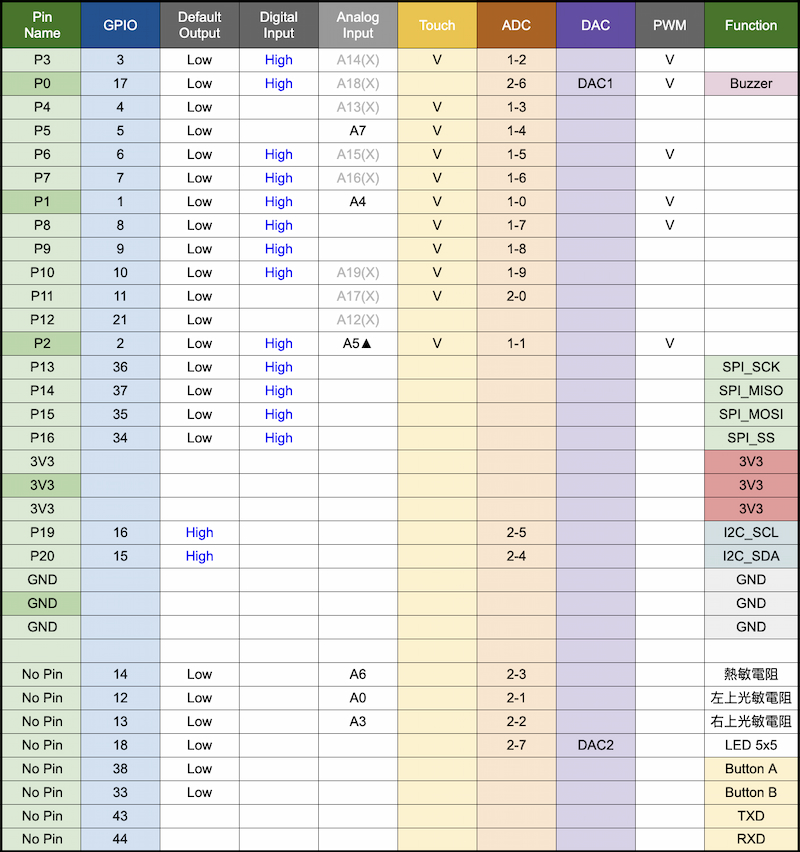 Pin Name GPIO Default Output Digital Input Analog Input Touch ADC DAC PWM Function
P3 3 Low High A14(X) V 1-2 V
P0 17 Low High A18(X) 2-6 DAC1 V Buzzer
P4 4 Low A13(X) V 1-3
P5 5 Low A7 V 1-4
P6 6 Low High A15(X) V 1-5 V
P7 7 Low High A16(X) V 1-6
P1 1 Low High A4 V 1-0 V
P8 8 Low High V 1-7 V
P9 9 Low High V 1-8
P10 10 Low High A19(X) V 1-9
P11 11 Low A17(X) V 2-0
P12 21 Low A12(X)
P2 2 Low High A5▲ V 1-1 V
P13 36 Low High SPI_SCK
P14 37 Low High SPI_MISO
P15 35 Low High SPI_MOSI
P16 34 Low High SPI_SS
3V3 3V3
3V3 3V3
3V3 3V3
P19 16 High 2-5 I2C_SCL
P20 15 High 2-4 I2C_SDA
GND GND
GND GND
GND GND
No Pin 14 Low A6 2-3 熱敏電阻
No Pin 12 Low A0 2-1 左上光敏電阻
No Pin 13 Low A3 2-2 右上光敏電阻
No Pin 18 Low 2-7 DAC2 LED 5x5
No Pin 38 Low Button A
No Pin 33 Low Button B
No Pin 43 TXD
No Pin 44 RXD